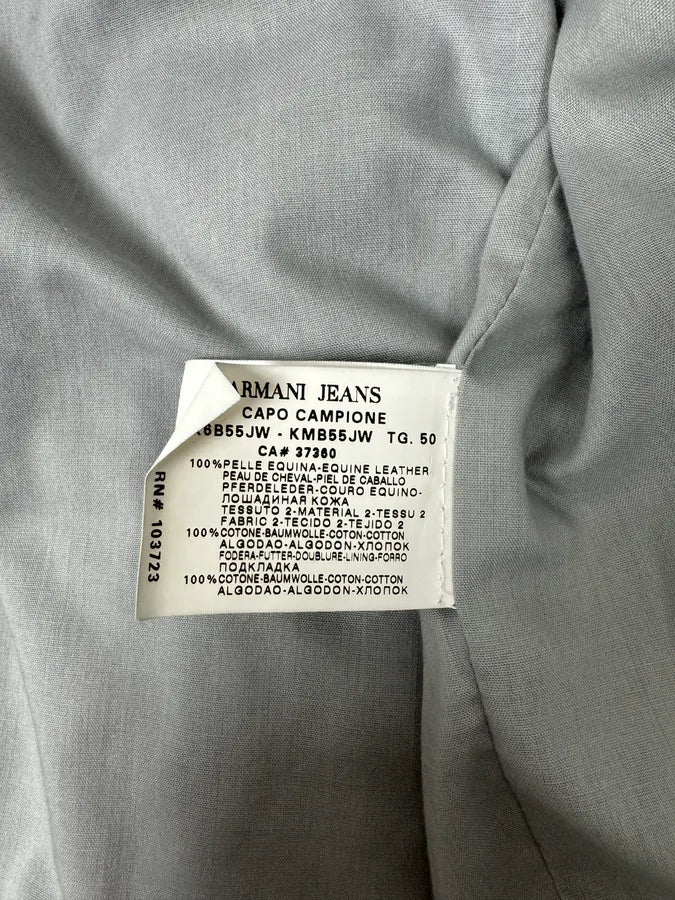 ARMANI JEANS
CAPO CAMPIONE
6B55JW - KMB55JW TG. 50
CA# 37360
100%PELLE EQUINA-EQUINE LEATHER
PEAU DE CHEVAL-PIEL DE CABALLO
PFERDELEDER-COURO EQUINO-
ЛОШАДИНАЯ КОЖА
TESSUTO 2-MATERIAL 2-TESSU 2
FABRIC 2-TECIDO 2-TEJIDO 2
100%COTONE-BAUMWOLLE-COTON-COTTON
ALGODAO-ALGODON-ХЛОПОК
FODERA-FUTTER-DOUBLURE-LINING-FORRO
ПОДКЛАДКА
100%COTONE-BAUMWOLLE-COTON-COTTON
ALGODAO-ALGODON-ХЛОПОК
RN# 103723